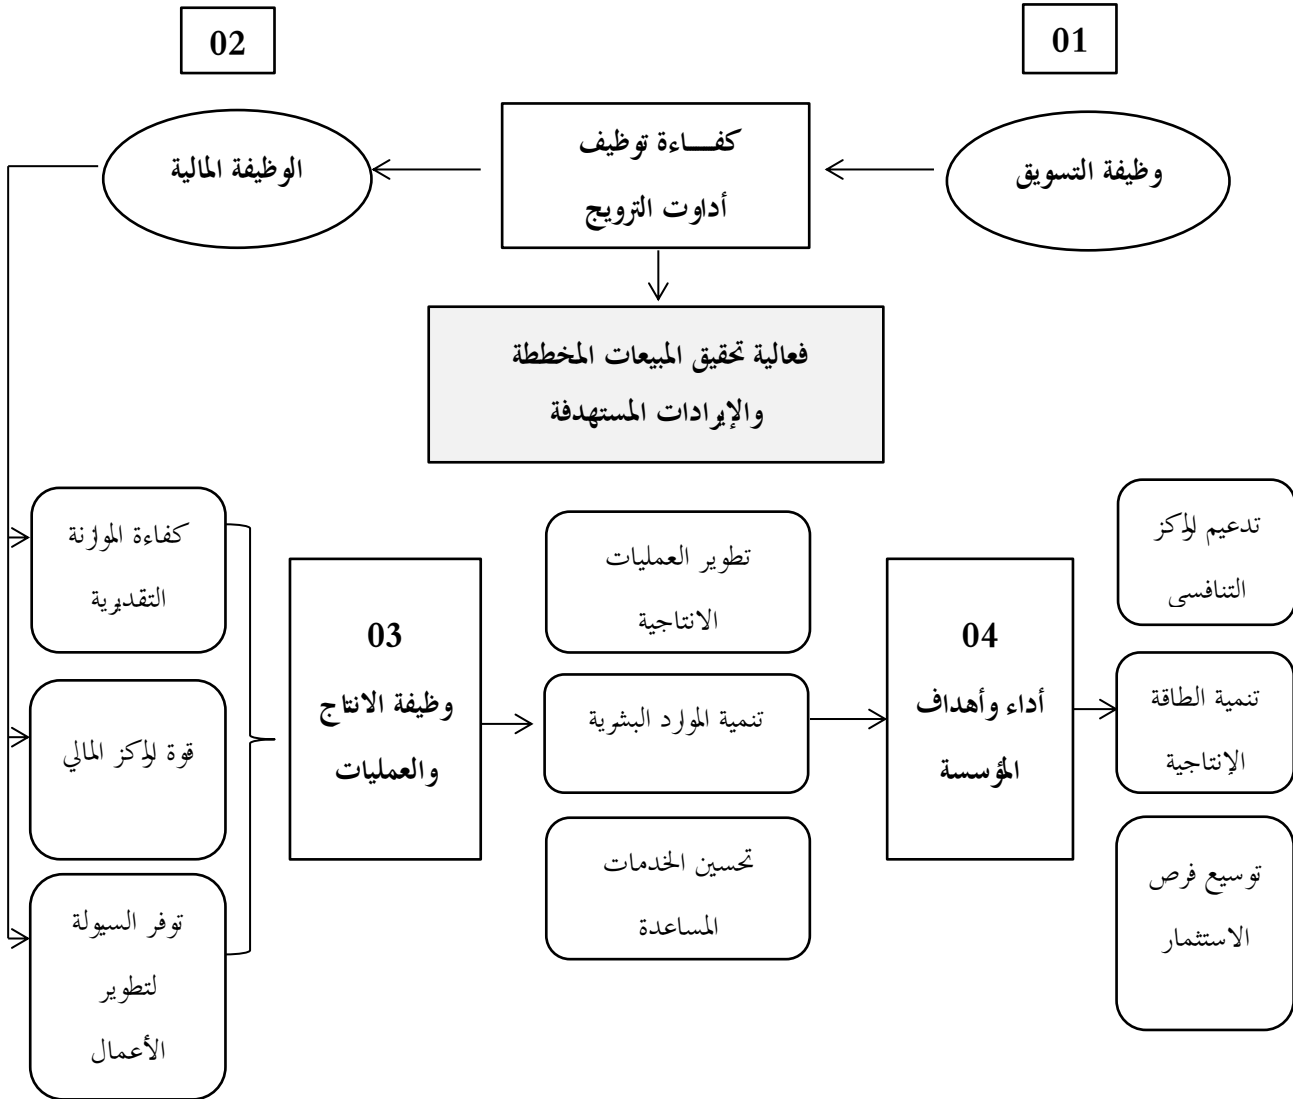 01
02
وظيفة التسويق
كفــــاءة توظيف
أداوت الترويج
الوظيفة المالية
فعالية تحقيق المبيعات المخططة
والإيرادات المستهدفة
تدعيم المركز
التنافسي
تنمية الطاقة
الإنتاجية
توسيع فرص
الاستثمار
04
أداء وأهداف
المؤسسة
تطوير العمليات
الانتاجية
تنمية الموارد البشرية
تحسين الخدمات
المساعدة
03
وظيفة الانتاج
والعمليات
كفاءة الموازنة
التقديرية
قوة المركز المالي
توفر السيولة
لتطوير
الأعمال